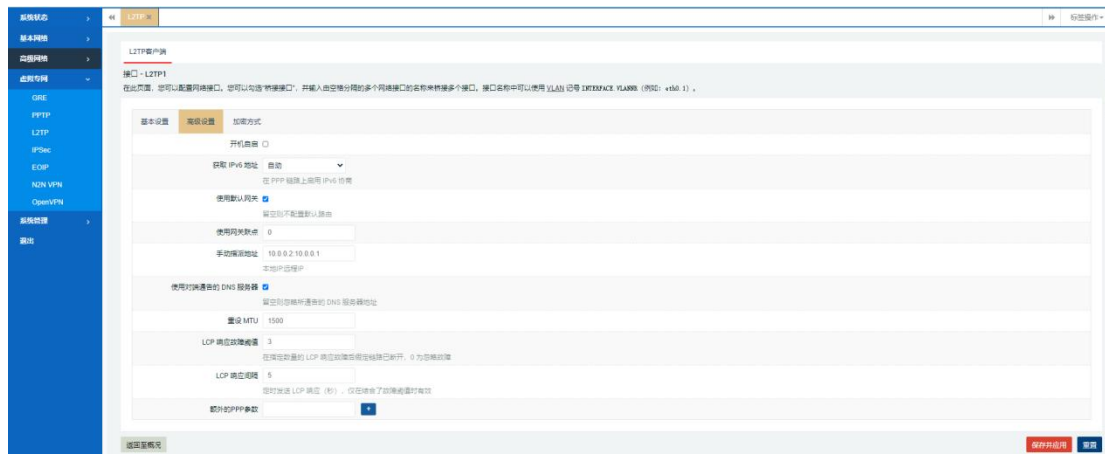 系统状态
L2TP
标签操作
基本网络
高级网络
虚拟专网
GRE
PPTP
L2TP
IPSec
EOIP
N2N VPN
OpenVPN
系统管理
退出
L2TP客户端
接口 - L2TP1
在此页面，您可以配置网络接口。您可以勾选“桥接接口”，并输入由空格分隔的多个网络接口的名称来桥接多个接口。接口名称中可以使用 VLAN 记号 INTERFACE.VLANNR（例如: eth0.1）。
基本设置 高级设置 加密方式
开机自启
获取 IPv6 地址 自动
在 PPP 链路上启用 IPv6 协商
使用默认网关
留空则不配置默认路由
使用网关跃点 0
手动指派地址 10.0.0.2:10.0.0.1
本地IP:远程IP
使用对端通告的 DNS 服务器
留空则忽略所通告的 DNS 服务器地址
重设 MTU 1500
LCP 响应故障阈值 3
在指定数量的 LCP 响应故障后假定链路已断开，0 为忽略故障
LCP 响应间隔 5
定时发送 LCP 响应（秒），仅在结合了故障阈值时有效
额外的PPP参数 +
返回至概况
保存并应用 重置